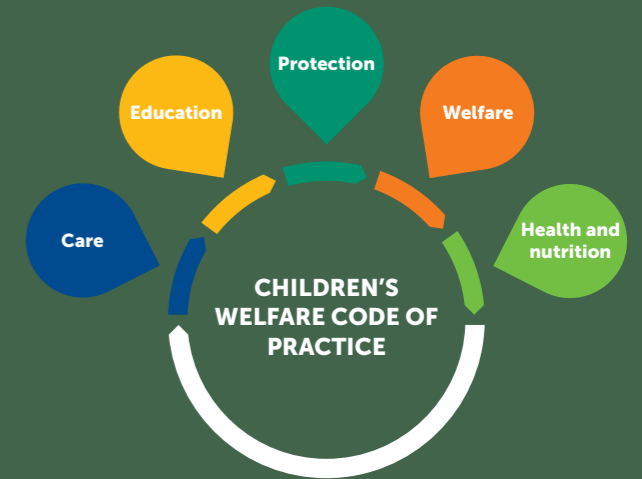 Protection
Education
Welfare
Care
Health and
nutrition
CHILDREN'S
WELFARE CODE OF
PRACTICE